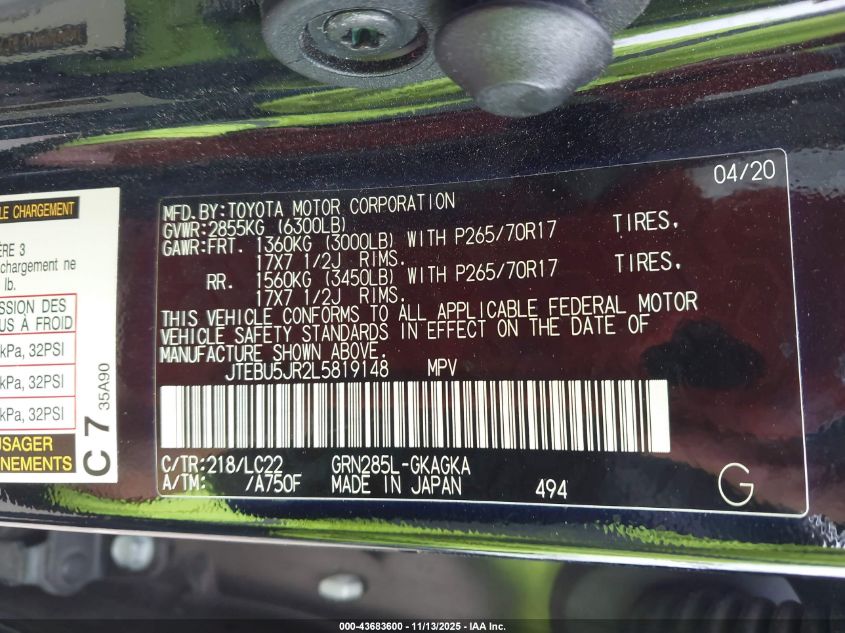 04/20
MFD.BY:TOYOTA MOTOR CORPORATION
GVWR:2855KG (6300LB)
GAWR:FRT. 1360KG (3000LB) WITH P265/70R17 TIRES.
17X7 1/2J RIMS.
RR. 1560KG (3450LB) WITH P265/70R17 TIRES.
17X7 1/2J RIMS.
THIS VEHICLE CONFORMS TO ALL APPLICABLE FEDERAL MOTOR
VEHICLE SAFETY STANDARDS IN EFFECT ON THE DATE OF
MANUFACTURE SHOWN ABOVE.
JTEBU5JR2L5819148 MPV
C/TR:218/LC22 GRN285L-GKAGKA
A/TM: /A750F MADE IN JAPAN 494
G
LE CHARGEMENT
ÈRE 3
chargement ne
lb.
SSION DES
US À FROID
kPa, 32PSI
kPa, 32PSI
USAGER
NEMENTS
C 7 35A90
000-43683600 - 11/13/2025 - IAA Inc.